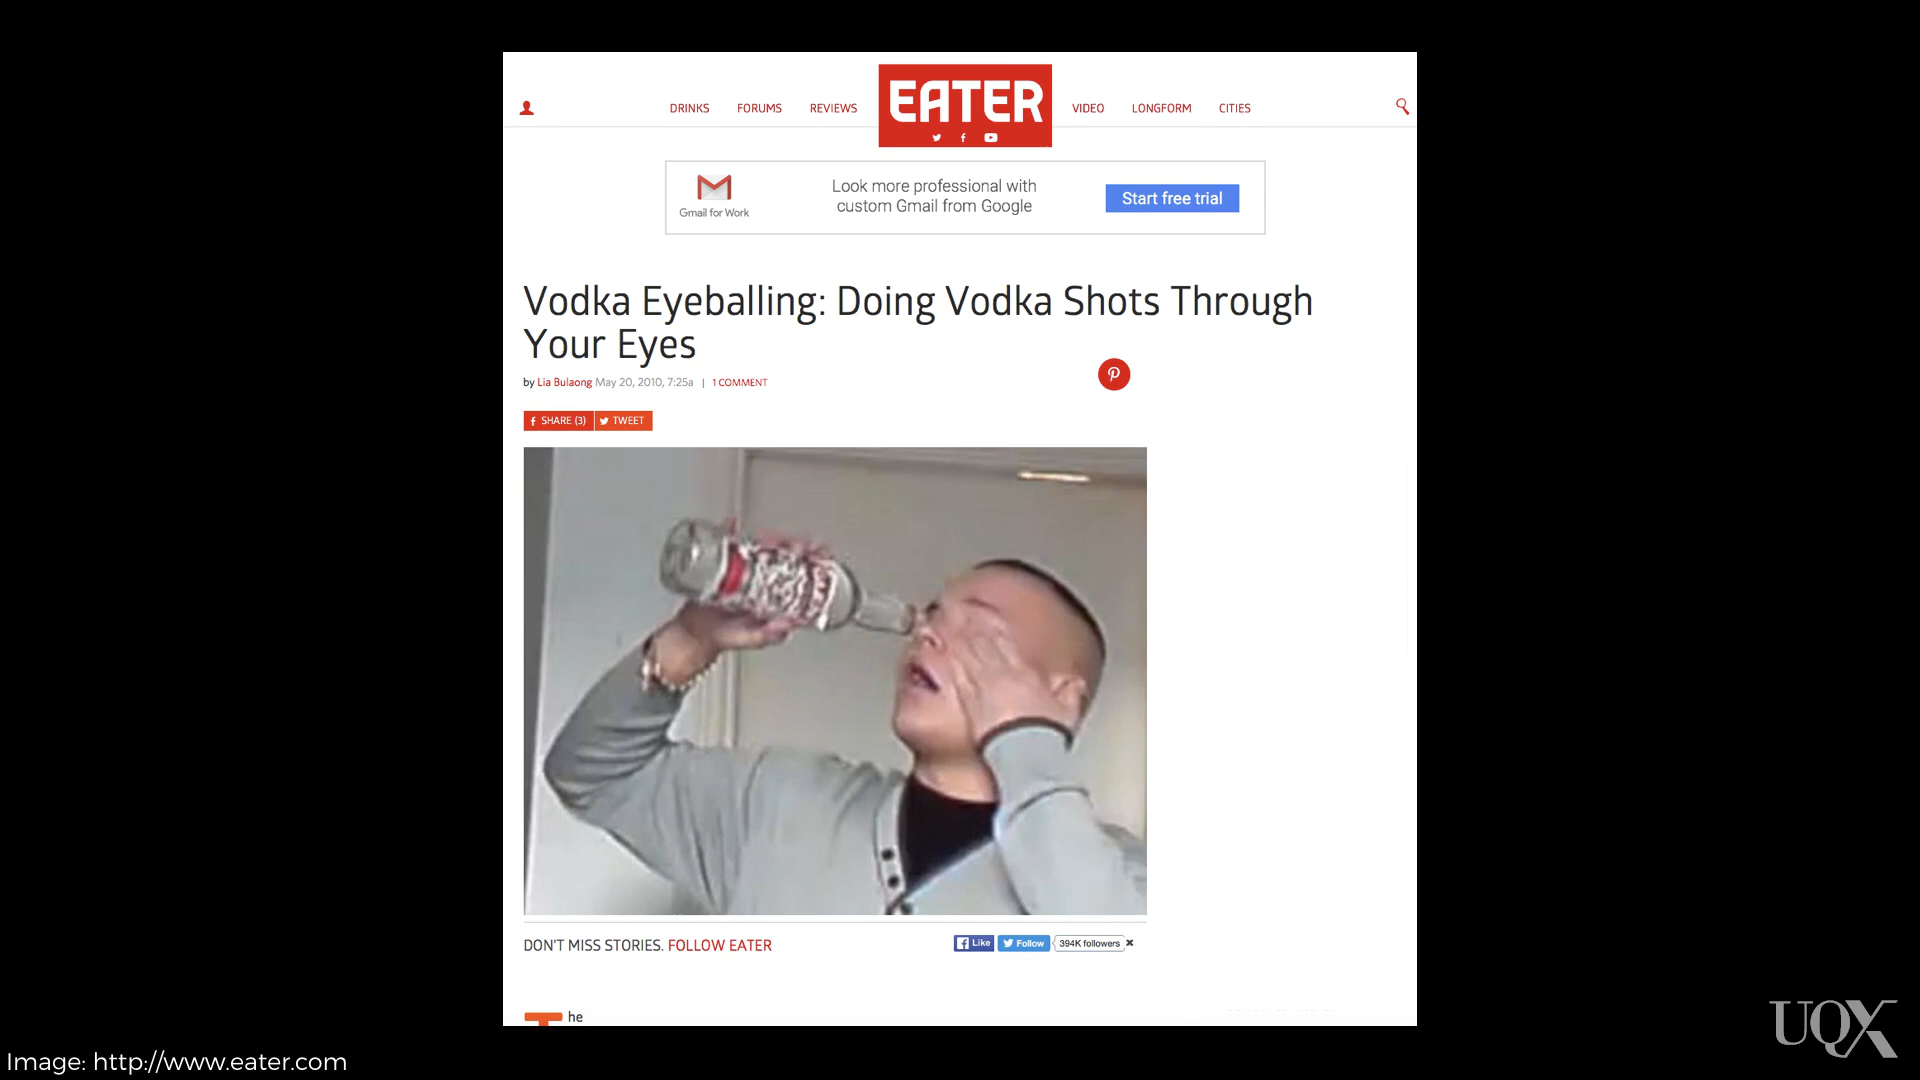 DRINKS FORUMS REVIEWS EATER VIDEO LONGFORM CITIES
Gmail for Work
Look more professional with
custom Gmail from Google
Start free trial
Vodka Eyeballing: Doing Vodka Shots Through
Your Eyes
by Lia Bulaong May 20, 2010, 7:25a | 1 COMMENT
SHARE (3) TWEET
DON'T MISS STORIES. FOLLOW EATER
Like Follow 394K followers
The
UQX
Image: http://www.eater.com